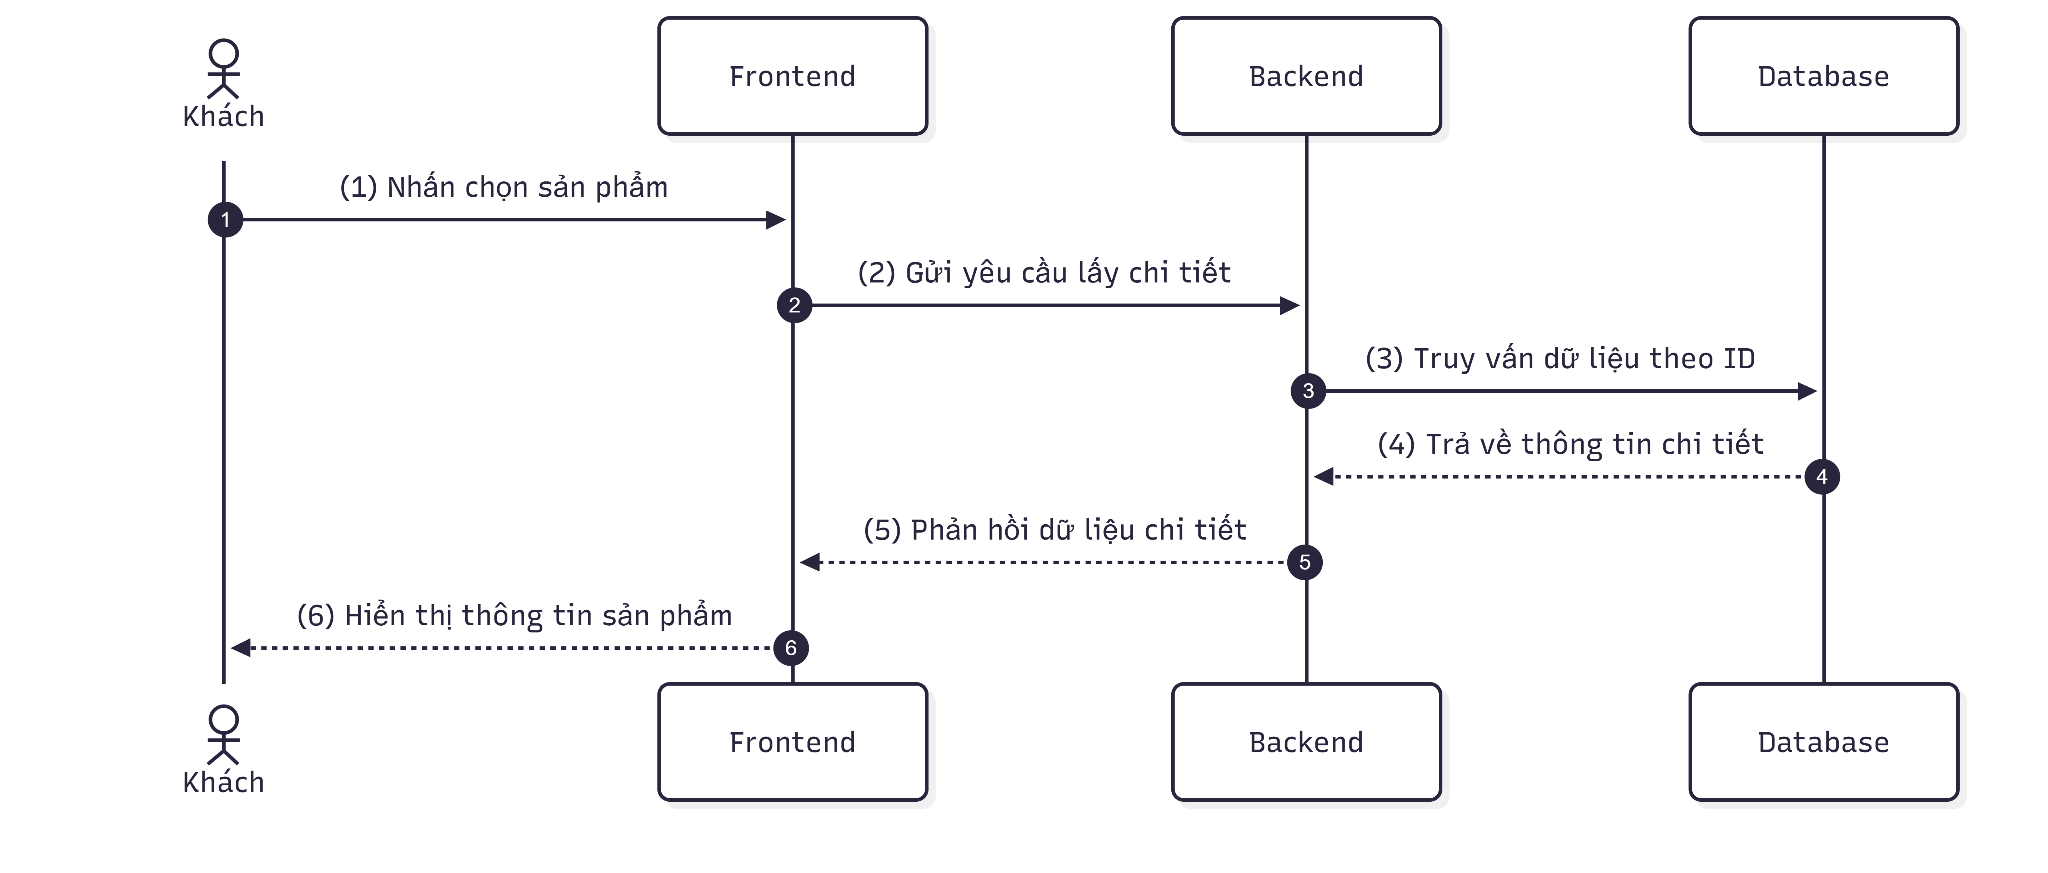 Khách
Frontend
Backend
Database
(1) Nhấn chọn sản phẩm
1
(2) Gửi yêu cầu lấy chi tiết
2
(3) Truy vấn dữ liệu theo ID
3
(4) Trả về thông tin chi tiết
4
(5) Phản hồi dữ liệu chi tiết
5
(6) Hiển thị thông tin sản phẩm
6
Khách
Frontend
Backend
Database